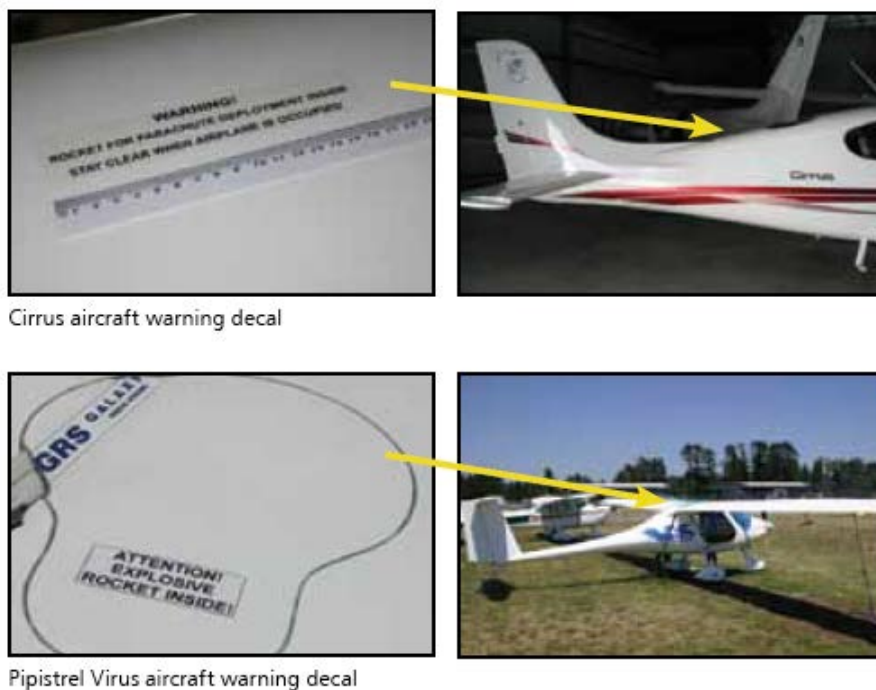 WARNING!
ROCKET FOR PARACHUTE DEPLOYMENT INSIDE
STAY CLEAR WHEN AIRPLANE IS OCCUPIED
Cirrus
Cirrus aircraft warning decal
GRS GALAXY
ATTENTION!
EXPLOSIVE
ROCKET INSIDE!
Pipistrel Virus aircraft warning decal